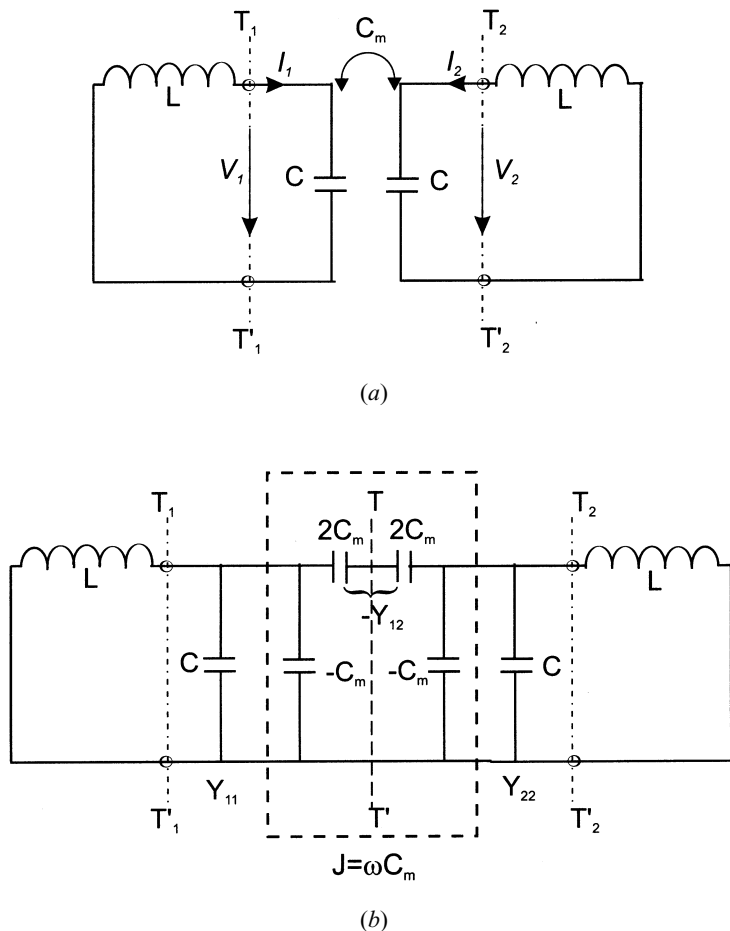 T₁ Cₘ T₂
I₁ I₂
L L
V₁ C C V₂
T'₁ T'₂
(a)
T₁ T T₂
2Cₘ 2Cₘ
L L
-Y₁₂
C -Cₘ -Cₘ C
Y₁₁ Y₂₂
T'₁ T' T'₂
J=ωCₘ
(b)